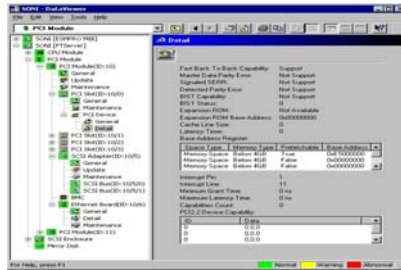 SONI - DataViewer
File Edit View Tools Help
PCI Module
SONI [ESMPRO MIB]
SONI [FTServer]
CPU Module
PCI Module
PCI Module(ID:10)
General
Update
Maintenance
PCI Slot(ID:10/0)
General
Maintenance
PCI Device
General
Detail
PCI Slot(ID:10/1)
PCI Slot(ID:10/2)
SCSI Adapter(ID:10/5)
General
Update
Maintenance
SCSI Bus(ID:10/5/0)
SCSI Bus(ID:10/5/1)
BMC
Ethernet Board(ID:10/6)
General
Detail
Maintenance
PCI Module(ID:11)
SCSI Enclosure
Mirror Disk
Detail
Fast Back To Back Capability: Support
Master Data Parity Error: Not Support
Signaled SERR: Not Support
Detected Parity Error: Not Support
BIST Capability: Not Support
BIST Status: 0
Expansion ROM: Not Available
Expansion ROM Base Address: 0x00000000
Cache Line Size: 0
Latency Timer: 0
Base Address Register:
Space Type Memory Type Prefetchable Base Address
Memory Space Below 4GB True
Memory Space Below 4GB False 0x00000000
Memory Space Below 4GB False 0x00000000
Interrupt Pin: 1
Interrupt Line: 11
Minimum Grant Time: 0 ns
Maximum Latency Time: 0 ns
Capabilities Count: 0
PCI2.2 Device Capability:
ID Data
0 0.0.0
0 0.0.0
0 0.0.0
For Help, press F1
Normal Warning Abnormal